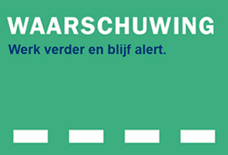 WAARSCHUWING
Werk verder en blijf alert.